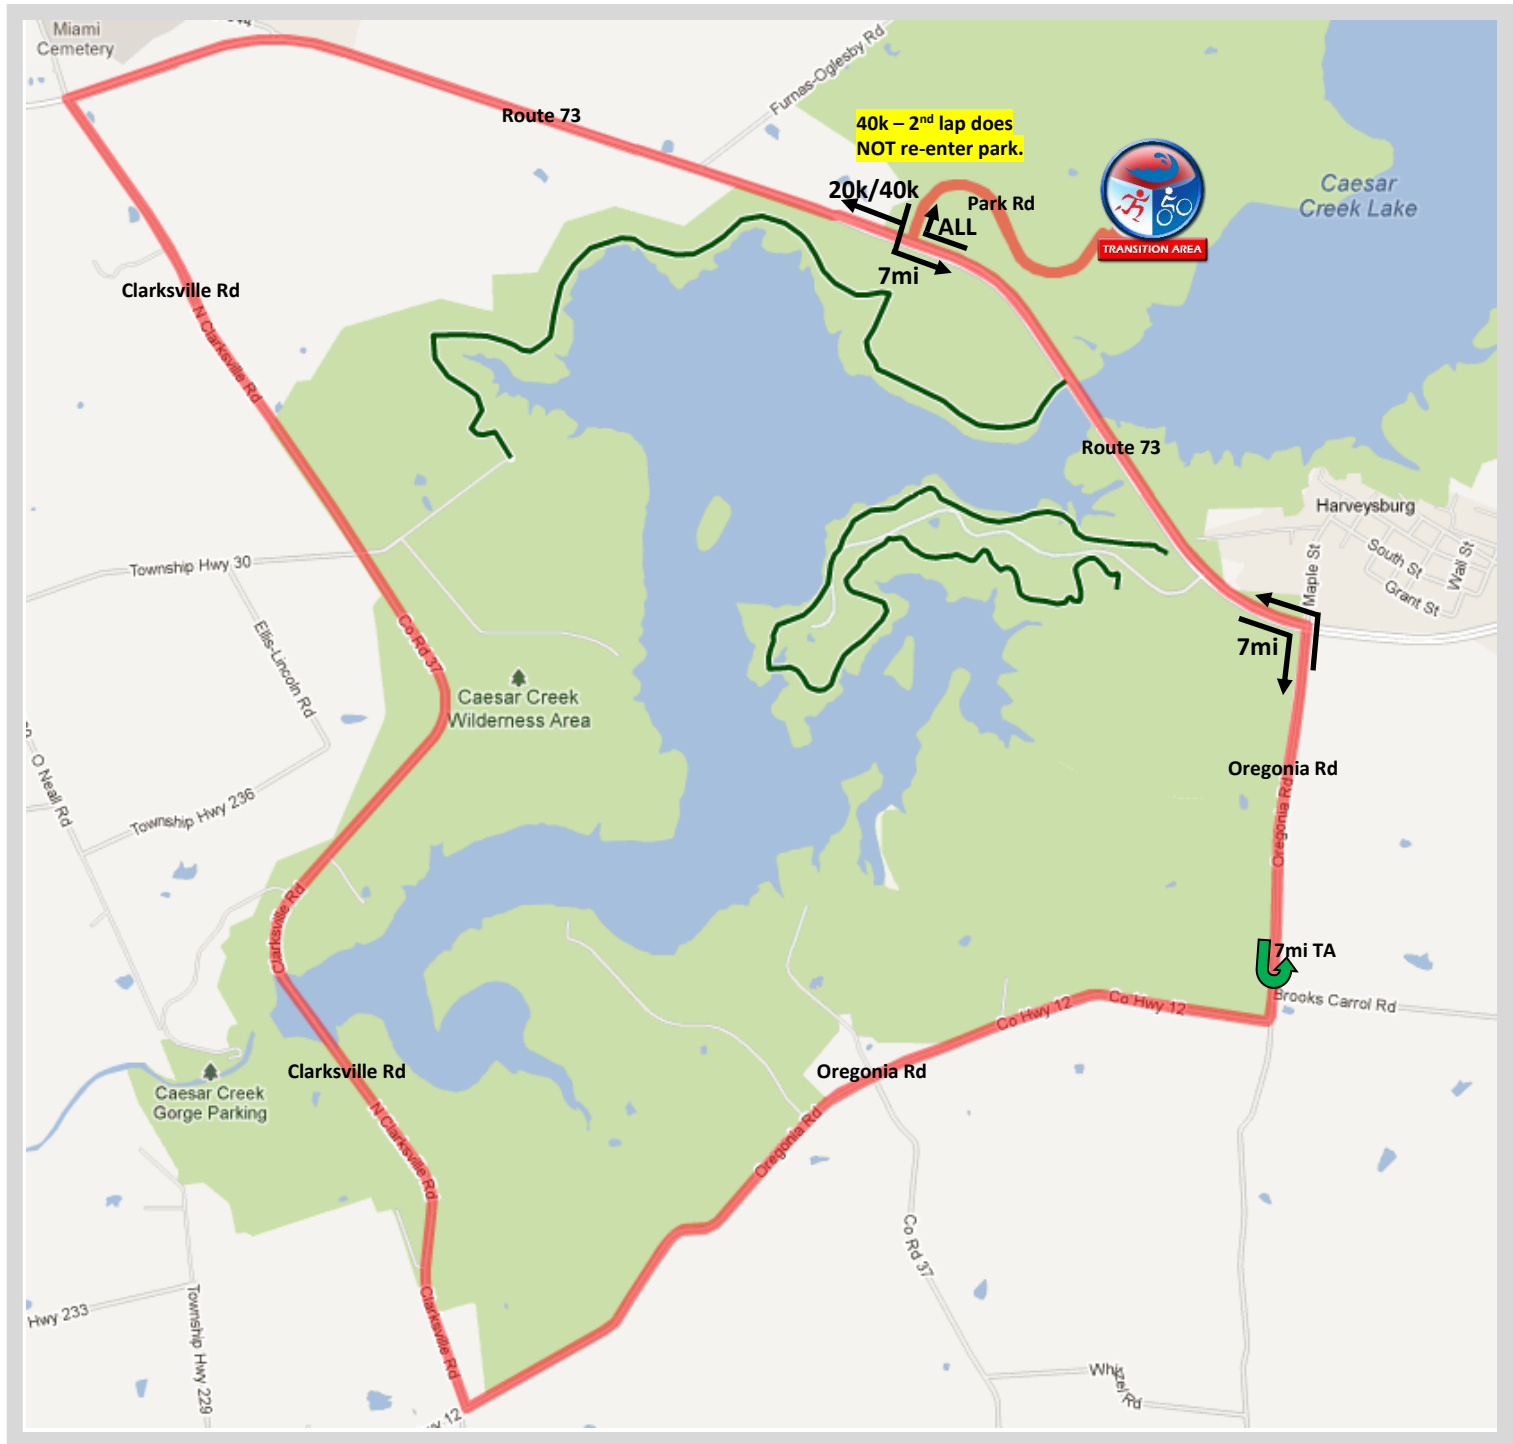 Miami
Cemetery
Route 73
Furnas-Oglesby Rd
40k – 2nd lap does
NOT re-enter park.
20k/40k
Park Rd
ALL
7mi
TRANSITION AREA
Caesar
Creek Lake
Clarksville Rd
N Clarksville Rd
Route 73
Harveysburg
South St
Wall St
Grant St
Maple St
Township Hwy 30
Ellis-Lincoln Rd
Co Rd 37
7mi
Caesar Creek
Wilderness Area
O Neall Rd
Township Hwy 236
Oregonia Rd
Oregonia Rd
Clarksville Rd
7mi TA
Brooks Carrol Rd
Co Hwy 12
Co Hwy 12
Clarksville Rd
Oregonia Rd
Caesar Creek
Gorge Parking
N Clarksville Rd
Oregonia Rd
Co Rd 37
Hwy 233
Township Hwy 229
Clarksville Rd
Whitzel Rd